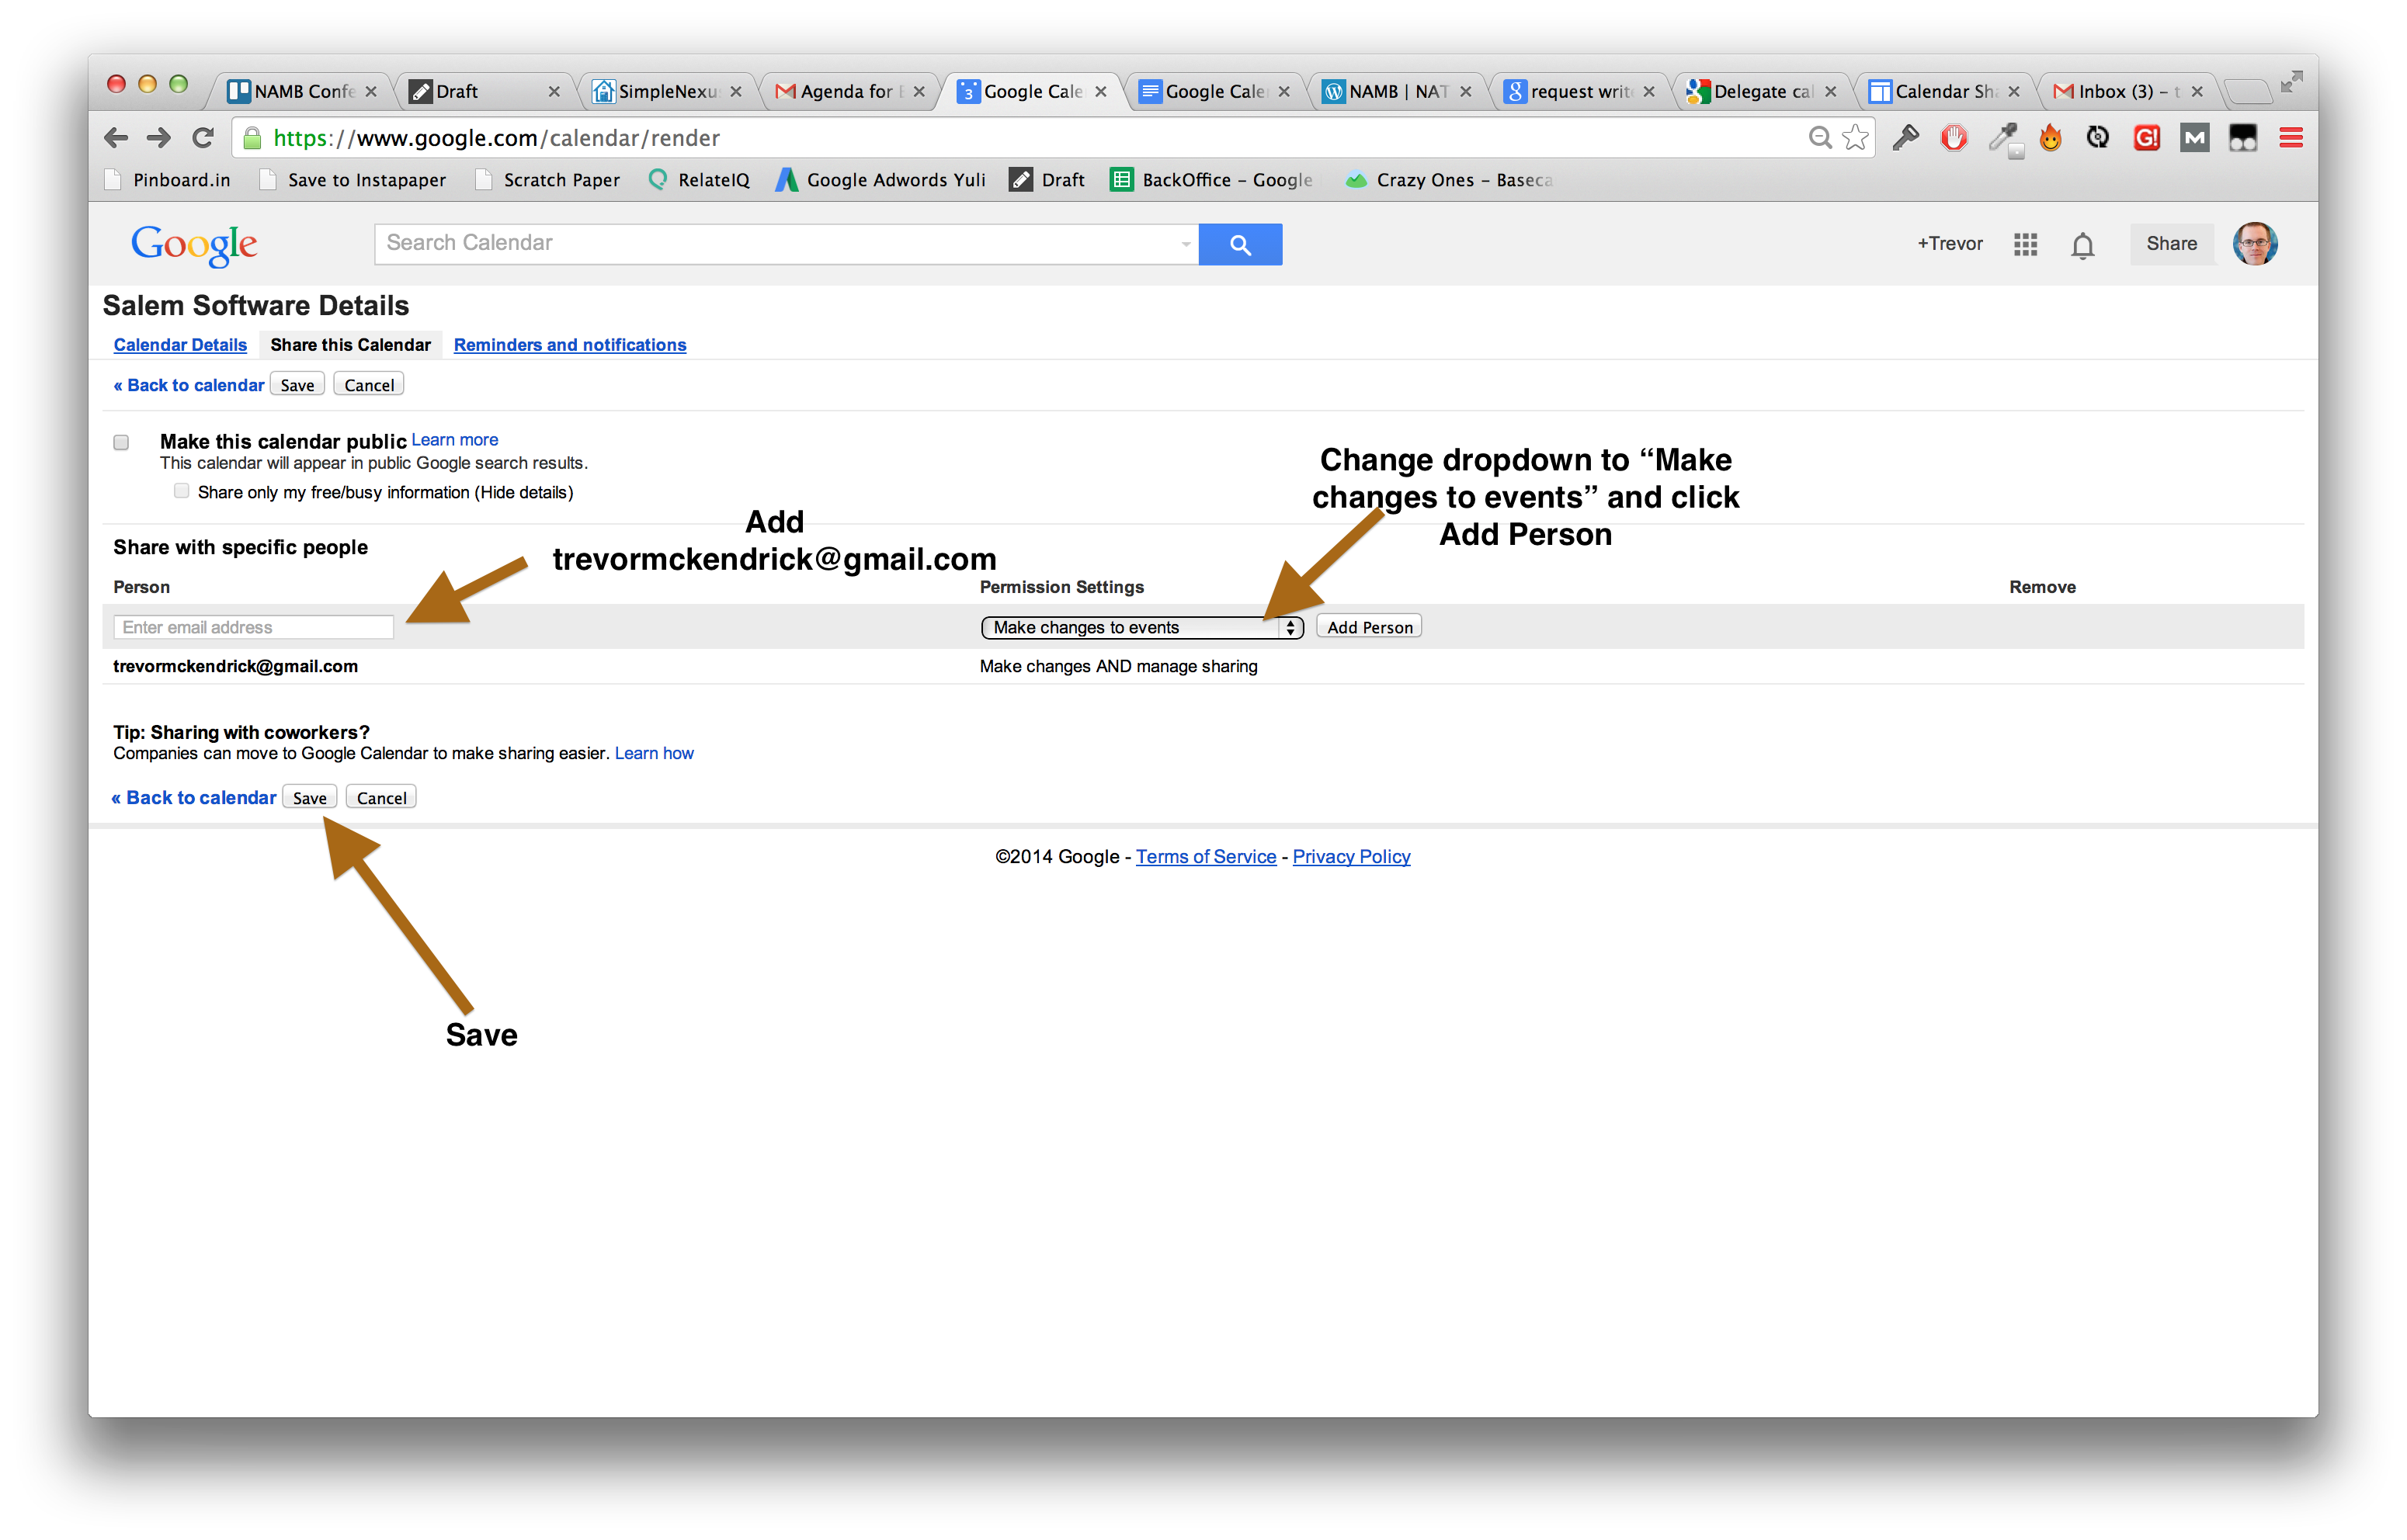 NAMB Confe
Draft
SimpleNexu
Agenda for
Google Cale
Google Cale
NAMB | NAT
request writ
Delegate cal
Calendar Sh
Inbox (3) – t
https://www.google.com/calendar/render
Pinboard.in
Save to Instapaper
Scratch Paper
RelateIQ
Google Adwords Yuli
Draft
BackOffice – Google
Crazy Ones – Baseca
Google
Search Calendar
+Trevor
Share
Salem Software Details
Calendar Details
Share this Calendar
Reminders and notifications
« Back to calendar
Save
Cancel
Make this calendar public Learn more
This calendar will appear in public Google search results.
Share only my free/busy information (Hide details)
Change dropdown to “Make
changes to events” and click
Add Person
Add
trevormckendrick@gmail.com
Share with specific people
Person
Permission Settings
Remove
Enter email address
Make changes to events
Add Person
trevormckendrick@gmail.com
Make changes AND manage sharing
Tip: Sharing with coworkers?
Companies can move to Google Calendar to make sharing easier. Learn how
« Back to calendar
Save
Cancel
©2014 Google - Terms of Service - Privacy Policy
Save